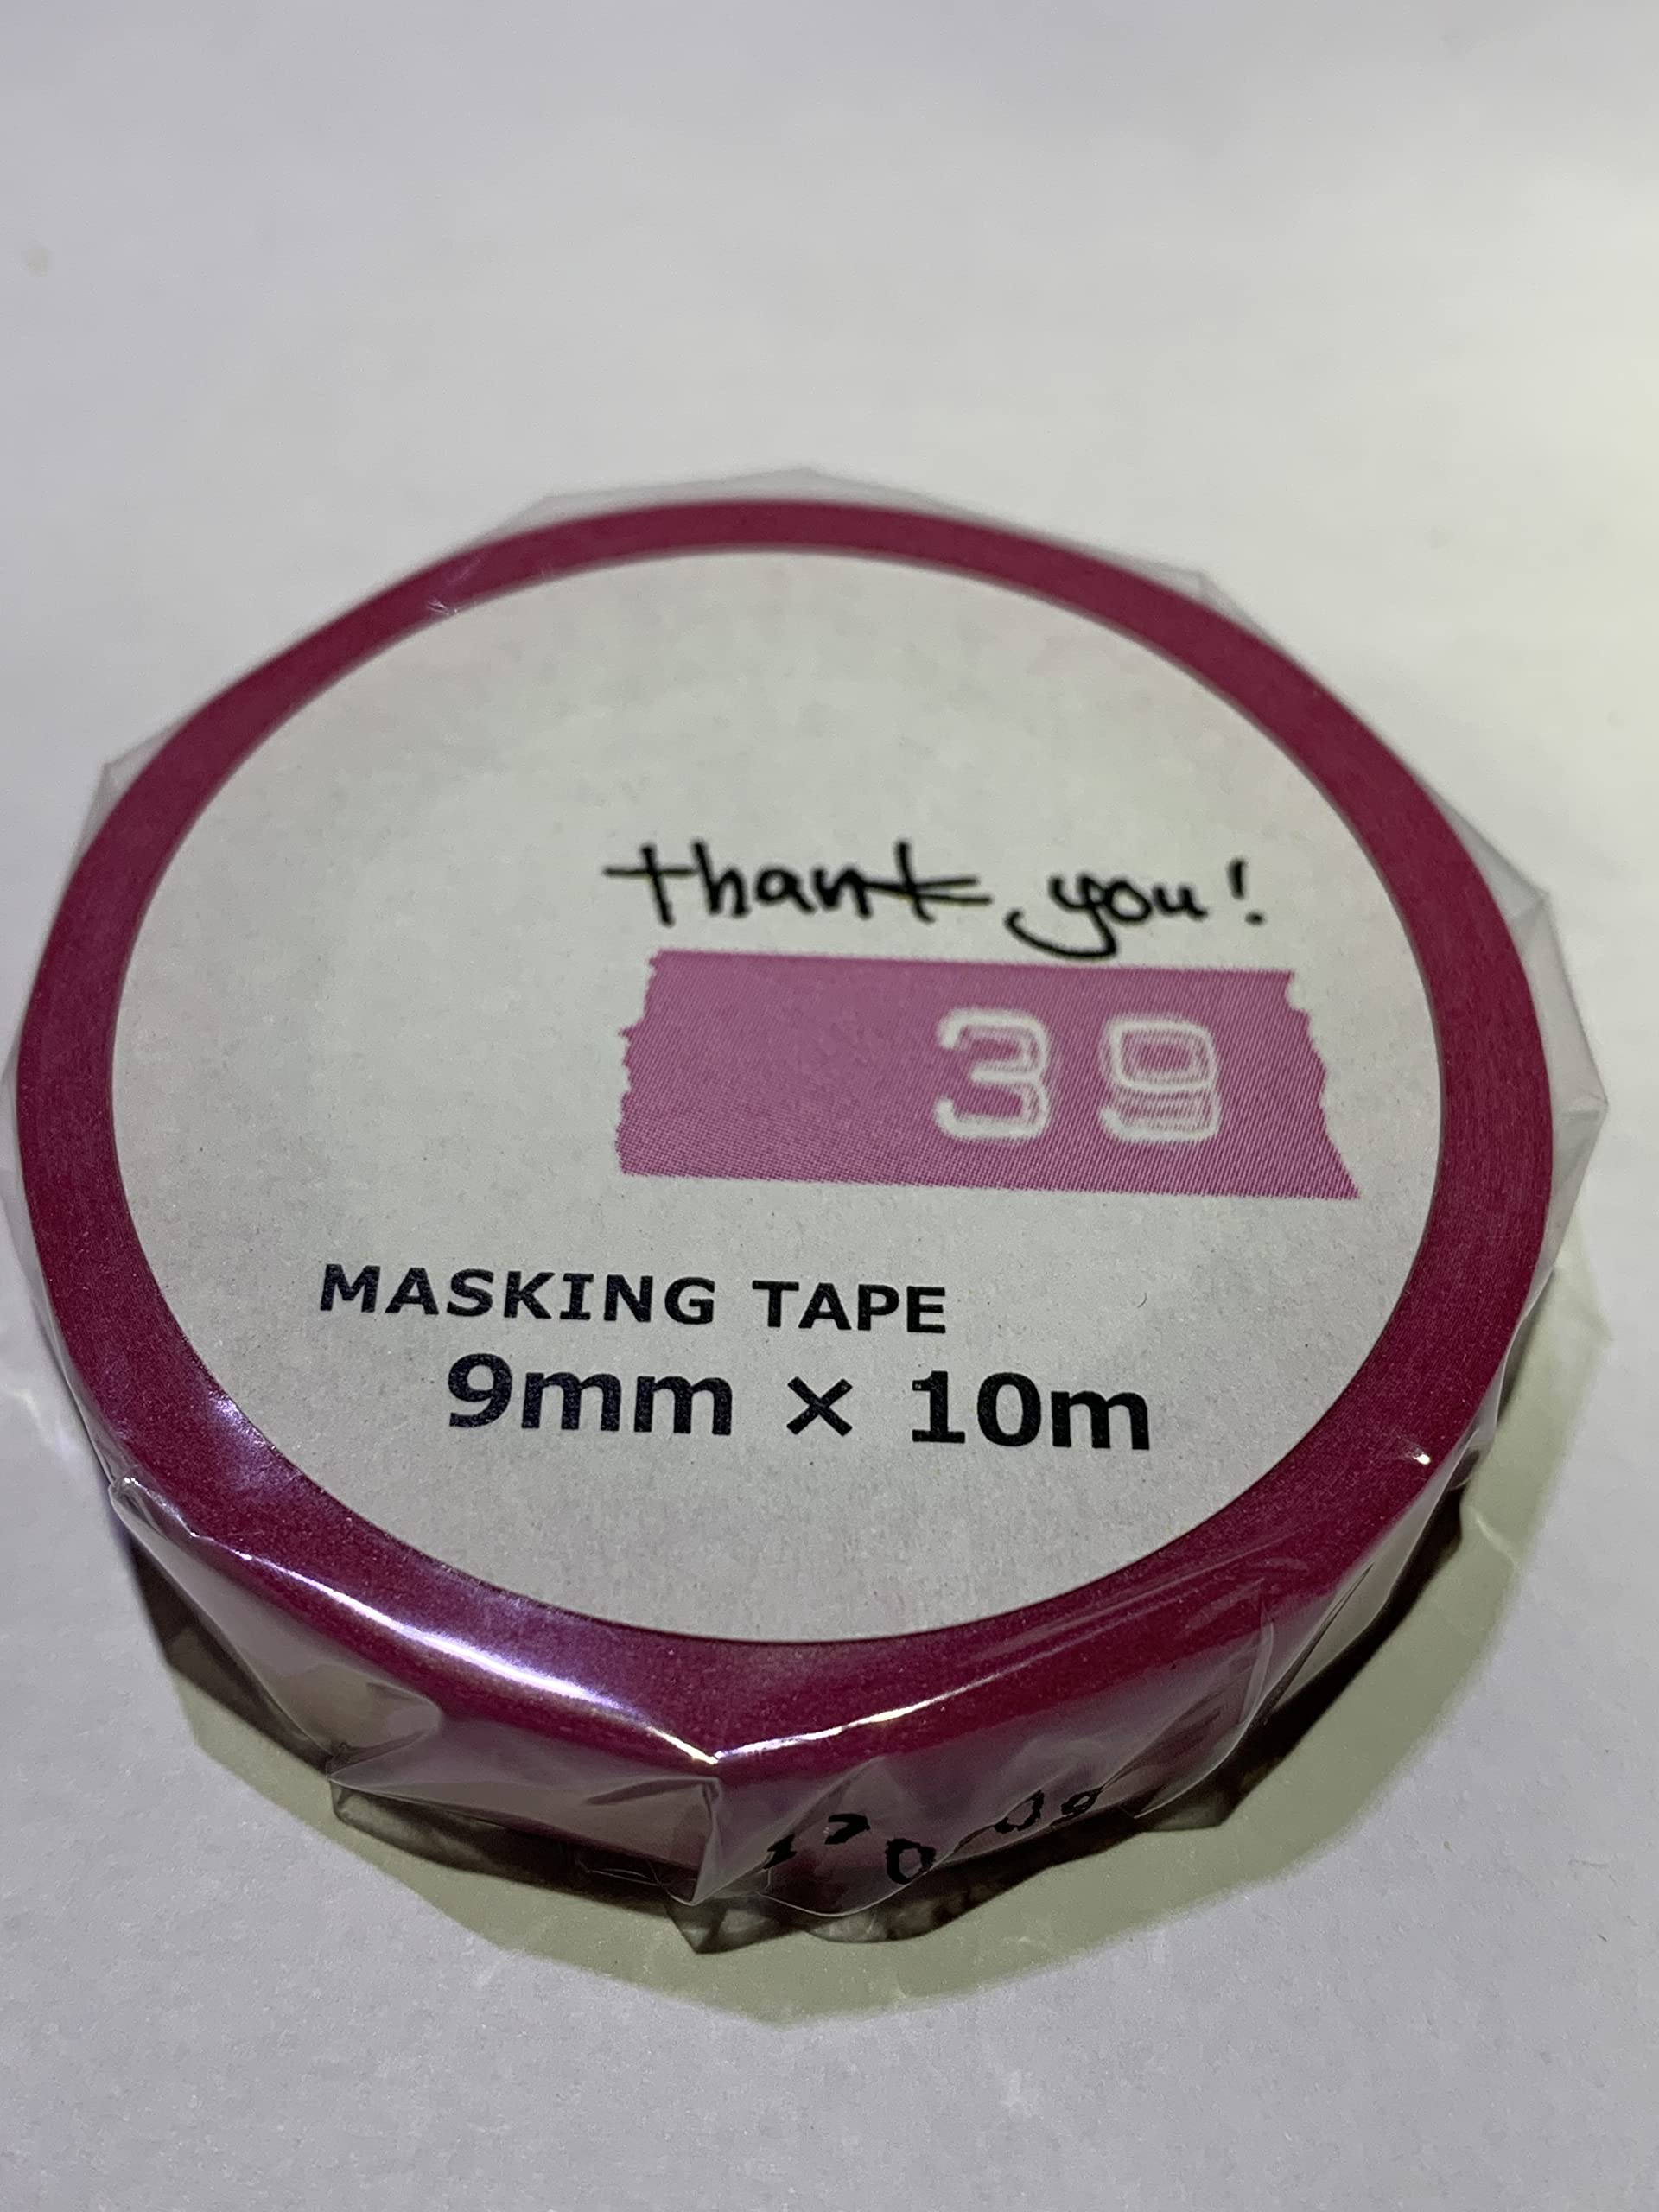 thank you!
39
MASKING TAPE
9mm × 10m